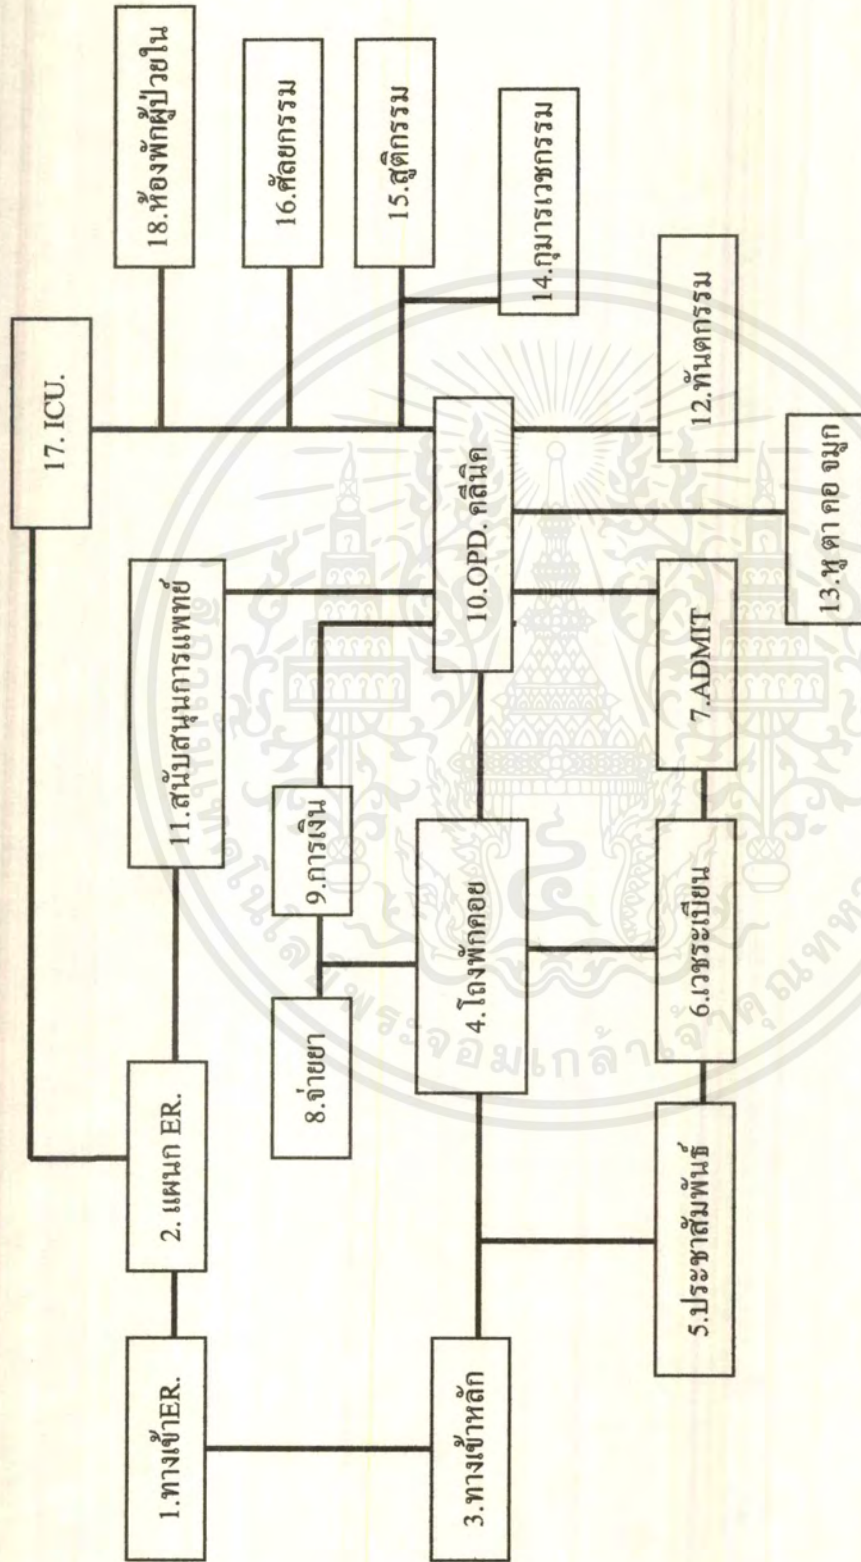 1.ทางเข้าER.
2. แผนก ER.
3.ทางเข้าหลัก
4.โถงพักคอย
5.ประชาสัมพันธ์
6.เวชระเบียน
7.ADMIT
8.จ่ายยา
9.การเงิน
10.OPD. คลีนิค
11.สนับสนุนการแพทย์
12.ทันตกรรม
13.หู ตา คอ จมูก
14.กุมารเวชกรรม
15.สูติกรรม
16.ศัลยกรรม
17. ICU.
18.ห้องพักผู้ป่วยใน